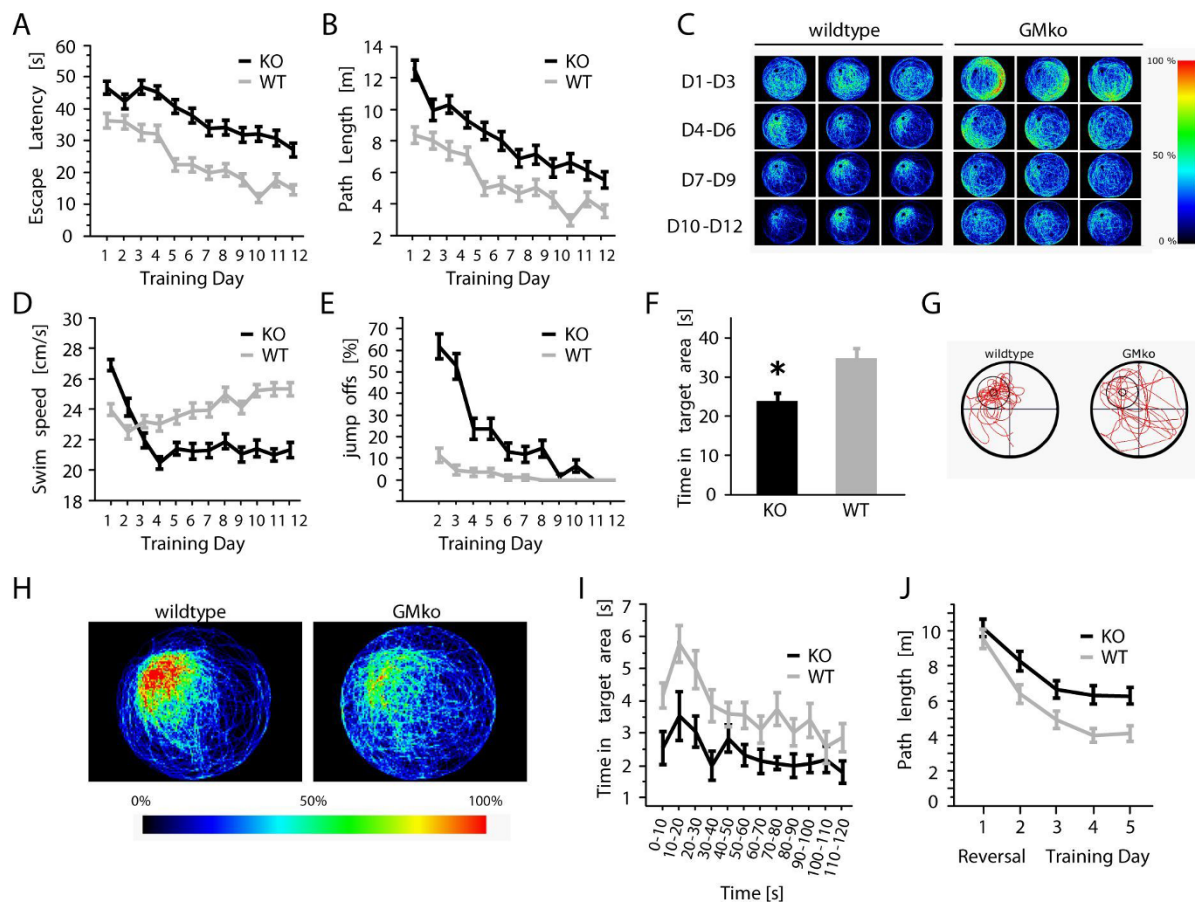 A
Escape Latency [s]
60
50
40
30
20
10
0
KO
WT
1 2 3 4 5 6 7 8 9 10 11 12
Training Day
B
Path Length [m]
14
12
10
8
6
4
2
KO
WT
1 2 3 4 5 6 7 8 9 10 11 12
Training Day
C
wildtype GMko
D1-D3
D4-D6
D7-D9
D10-D12
100 %
50 %
0 %
D
Swim speed [cm/s]
30
28
26
24
22
20
18
KO
WT
1 2 3 4 5 6 7 8 9 10 11 12
Training Day
E
jump offs [%]
70
60
50
40
30
20
10
0
KO
WT
2 3 4 5 6 7 8 9 10 11 12
Training Day
F
Time in target area [s]
40
30
20
10
0
*
KO WT
G
wildtype GMko
H
wildtype GMko
0% 50% 100%
I
Time in target area [s]
7
6
5
4
3
2
1
KO
WT
0-10 10-20 20-30 30-40 40-50 50-60 60-70 70-80 80-90 90-100 100-110 110-120
Time [s]
J
Path length [m]
10
8
6
4
2
0
KO
WT
1 2 3 4 5
Reversal Training Day